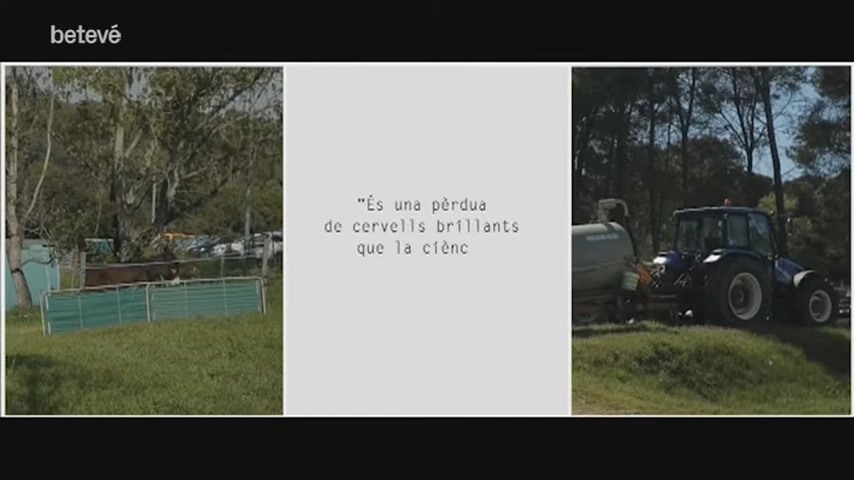 betevé
"És una pèrdua
de cervells brillants
que la ciènc